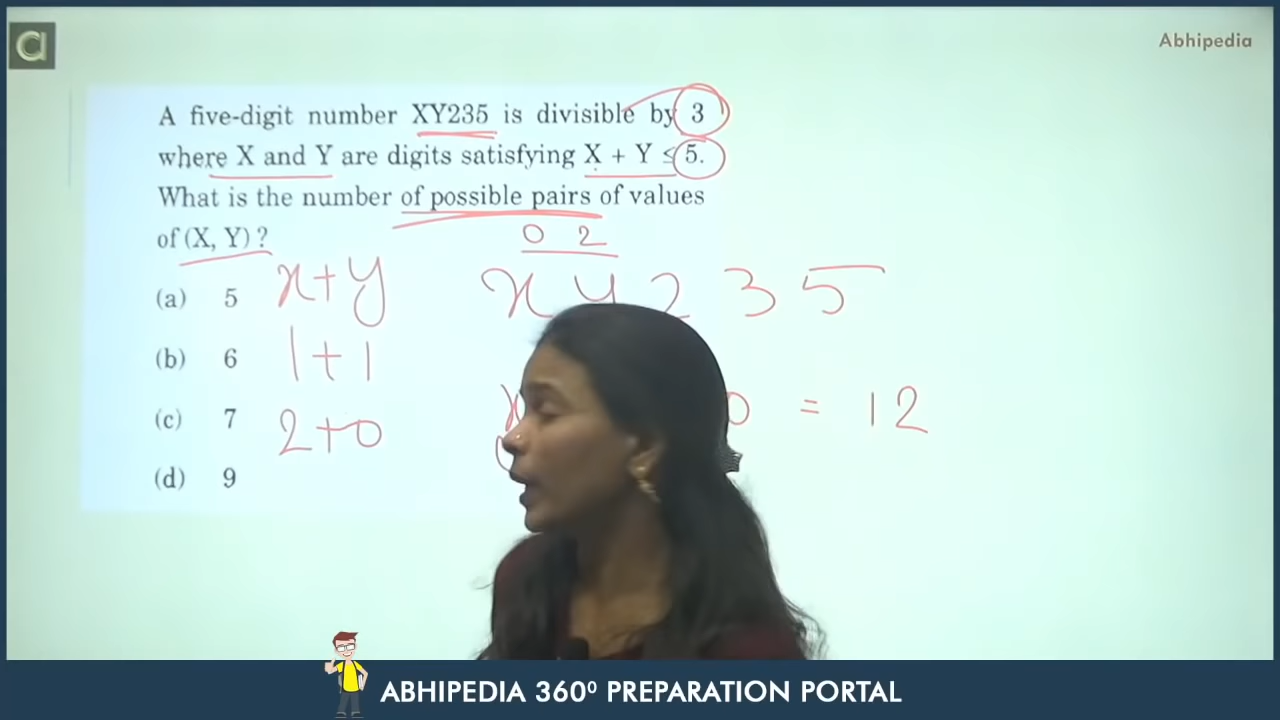 Abhipedia
A five-digit number XY235 is divisible by 3
where X and Y are digits satisfying X + Y ≤ 5.
What is the number of possible pairs of values
of (X, Y) ?
0 2
(a) 5
x+y
x y 2 3 5
(b) 6
1+1
(c) 7
2+0
0 = 12
(d) 9
ABHIPEDIA 360⁰ PREPARATION PORTAL